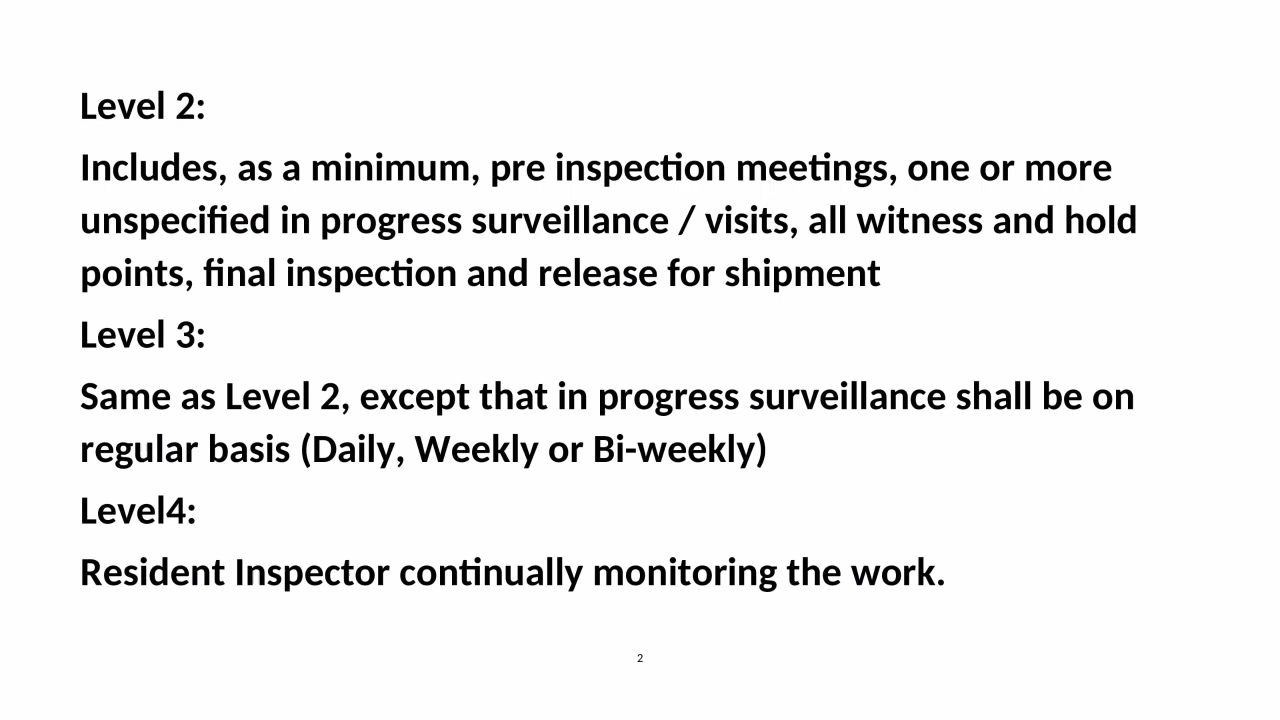 Level 2:
Includes, as a minimum, pre inspection meetings, one or more
unspecified in progress surveillance / visits, all witness and hold
points, final inspection and release for shipment
Level 3:
Same as Level 2, except that in progress surveillance shall be on
regular basis (Daily, Weekly or Bi-weekly)
Level4:
Resident Inspector continually monitoring the work.
2